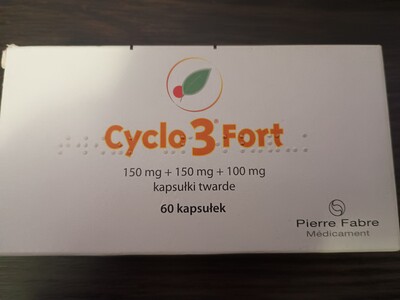 Cyclo 3® Fort
150 mg + 150 mg + 100 mg
kapsułki twarde
60 kapsułek
Pierre Fabre
Médicament